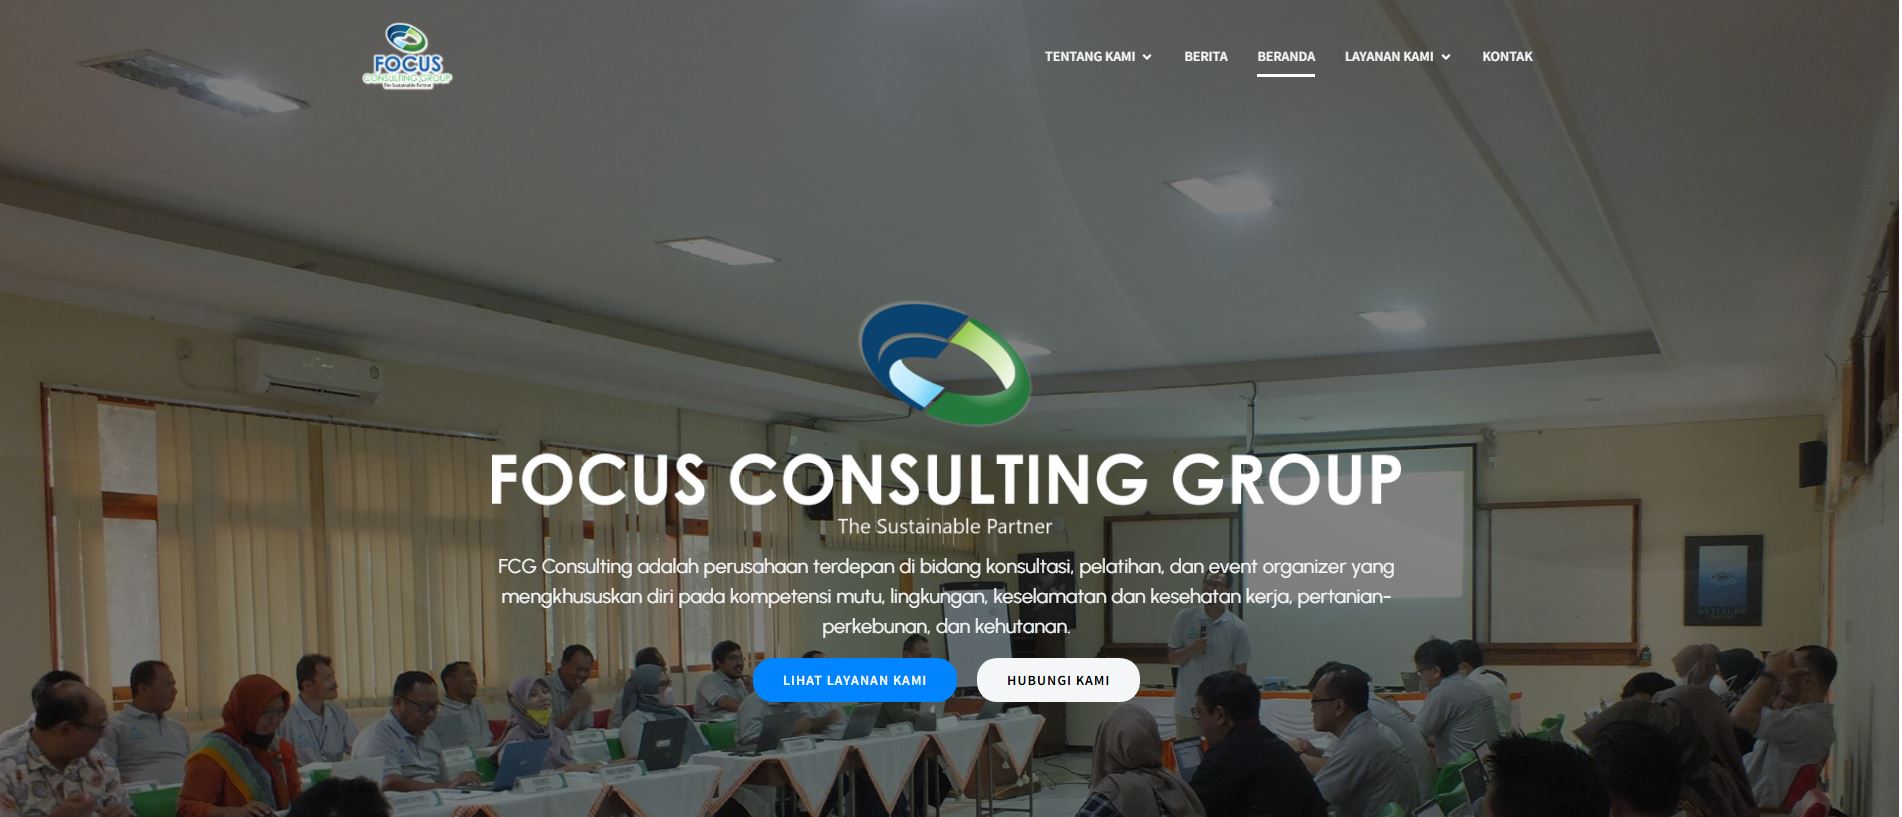 FOCUS
CONSULTING GROUP
The Sustainable Partner
TENTANG KAMI
BERITA
BERANDA
LAYANAN KAMI
KONTAK
FOCUS CONSULTING GROUP
The Sustainable Partner
FCG Consulting adalah perusahaan terdepan di bidang konsultasi, pelatihan, dan event organizer yang
mengkhususkan diri pada kompetensi mutu, lingkungan, keselamatan dan kesehatan kerja, pertanian-
perkebunan, dan kehutanan.
ATTITUDE
LIHAT LAYANAN KAMI
HUBUNGI KAMI